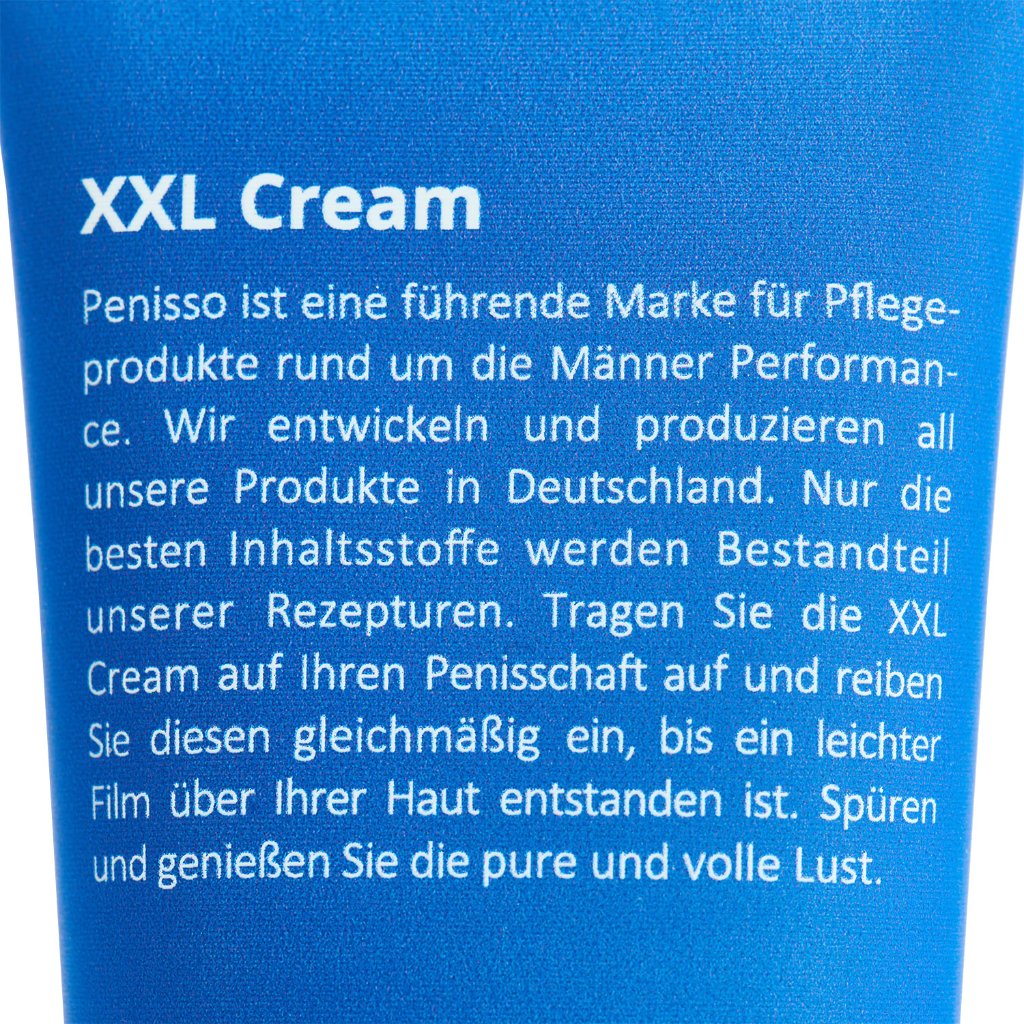 XXL Cream
Penisso ist eine führende Marke für Pflege-
produkte rund um die Männer Performan-
ce. Wir entwickeln und produzieren all
unsere Produkte in Deutschland. Nur die
besten Inhaltsstoffe werden Bestandteil
unserer Rezepturen. Tragen Sie die XXL
Cream auf Ihren Penisschaft auf und reiben
Sie diesen gleichmäßig ein, bis ein leichter
Film über Ihrer Haut entstanden ist. Spüren
und genießen Sie die pure und volle Lust.